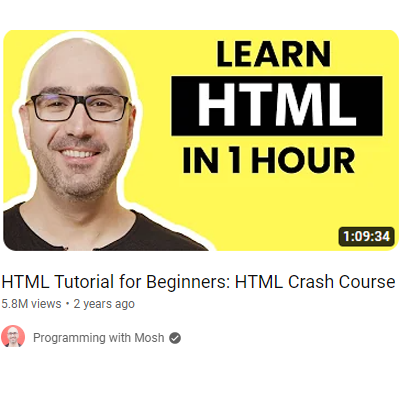 LEARN
HTML
IN 1 HOUR
1:09:34
HTML Tutorial for Beginners: HTML Crash Course
5.8M views • 2 years ago
Programming with Mosh